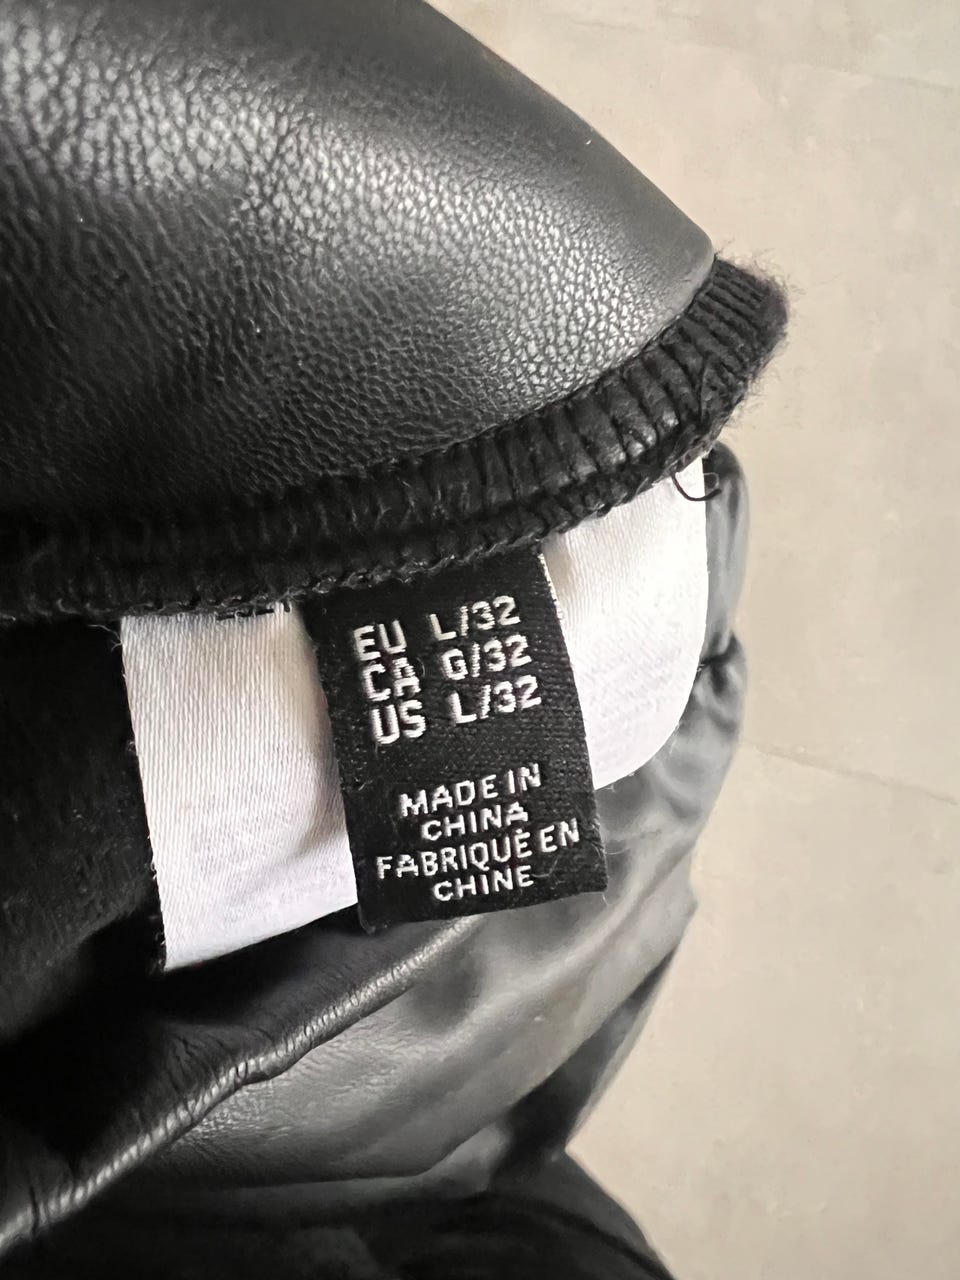 EU L/32
CA G/32
US L/32
MADE IN
CHINA
FABRIQUÉ EN
CHINE